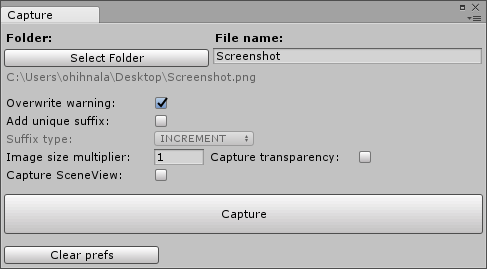 Capture
Folder: File name:
Select Folder Screenshot
C:\Users\ohihnala\Desktop\Screenshot.png
Overwrite warning:
Add unique suffix:
Suffix type: INCREMENT
Image size multiplier: 1 Capture transparency:
Capture SceneView:
Capture
Clear prefs